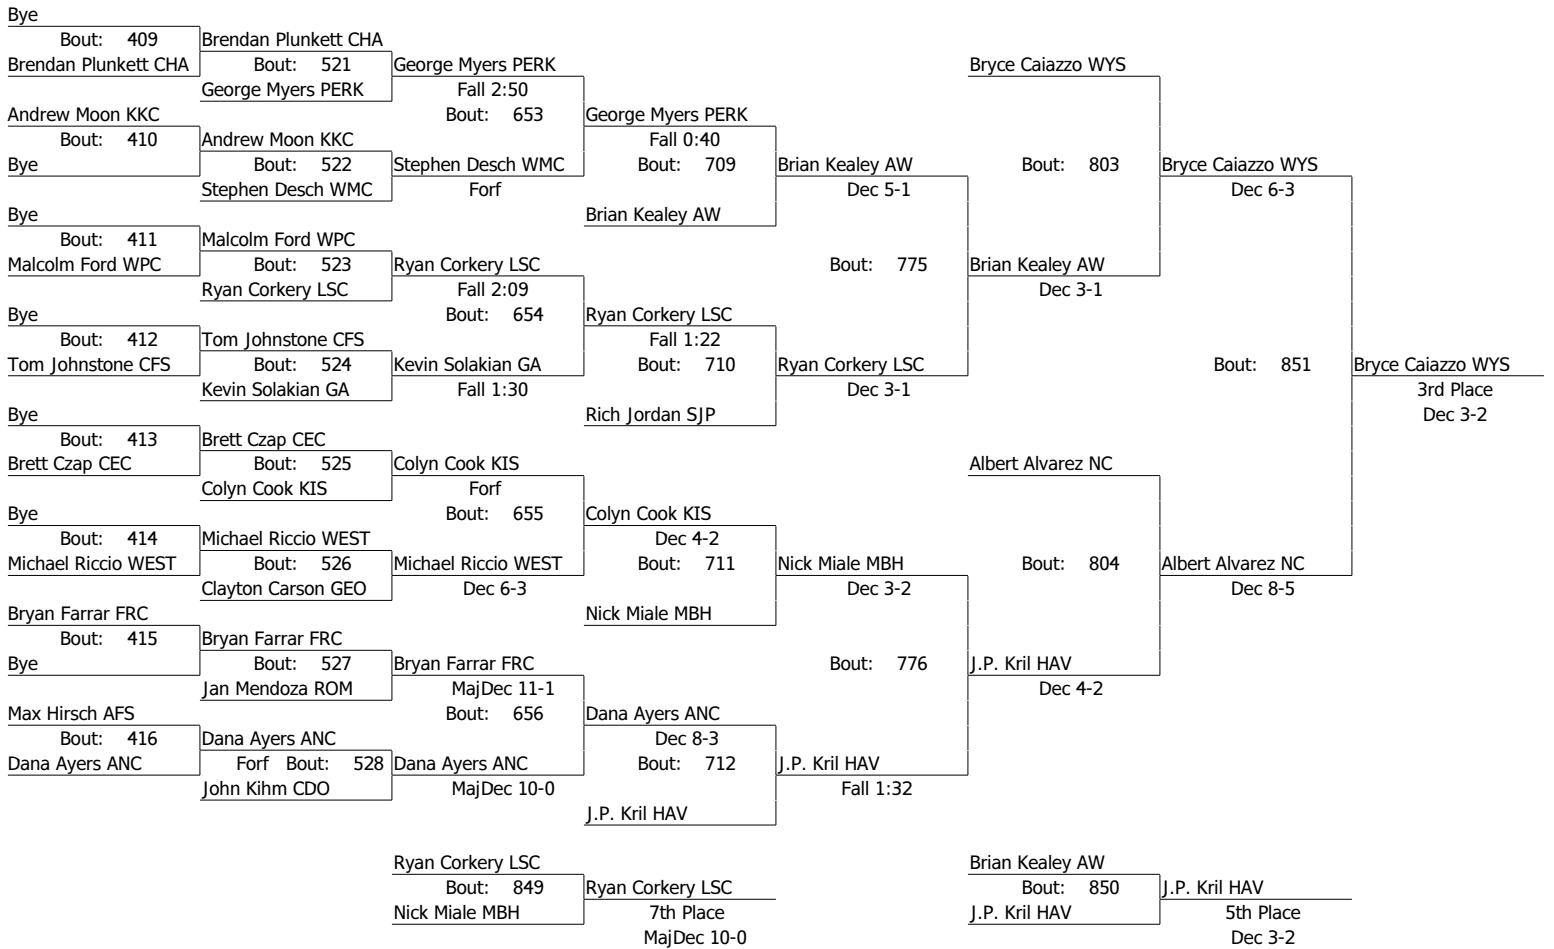 Bye
Bout: 409 Brendan Plunkett CHA
Brendan Plunkett CHA Bout: 521 George Myers PERK Bryce Caiazzo WYS
George Myers PERK Fall 2:50
Andrew Moon KKC Bout: 653 George Myers PERK
Bout: 410 Andrew Moon KKC Fall 0:40
Bye Bout: 522 Stephen Desch WMC Bout: 709 Brian Kealey AW Bout: 803 Bryce Caiazzo WYS
Stephen Desch WMC Forf Dec 5-1 Dec 6-3
Bye Brian Kealey AW
Bout: 411 Malcolm Ford WPC
Malcolm Ford WPC Bout: 523 Ryan Corkery LSC Bout: 775 Brian Kealey AW
Ryan Corkery LSC Fall 2:09 Dec 3-1
Bye Bout: 654 Ryan Corkery LSC
Bout: 412 Tom Johnstone CFS Fall 1:22
Tom Johnstone CFS Bout: 524 Kevin Solakian GA Bout: 710 Ryan Corkery LSC Bout: 851 Bryce Caiazzo WYS
Kevin Solakian GA Fall 1:30 Dec 3-1 3rd Place
Bye Rich Jordan SJP Dec 3-2
Bout: 413 Brett Czap CEC
Brett Czap CEC Bout: 525 Colyn Cook KIS Albert Alvarez NC
Colyn Cook KIS Forf
Bye Bout: 655 Colyn Cook KIS
Bout: 414 Michael Riccio WEST Dec 4-2
Michael Riccio WEST Bout: 526 Michael Riccio WEST Bout: 711 Nick Miale MBH Bout: 804 Albert Alvarez NC
Clayton Carson GEO Dec 6-3 Dec 3-2 Dec 8-5
Bryan Farrar FRC Nick Miale MBH
Bout: 415 Bryan Farrar FRC
Bye Bout: 527 Bryan Farrar FRC Bout: 776 J.P. Kril HAV
Jan Mendoza ROM MajDec 11-1 Dec 4-2
Max Hirsch AFS Bout: 656 Dana Ayers ANC
Bout: 416 Dana Ayers ANC Dec 8-3
Dana Ayers ANC Forf Bout: 528 Dana Ayers ANC Bout: 712 J.P. Kril HAV
John Kihm CDO MajDec 10-0 Fall 1:32
J.P. Kril HAV
Ryan Corkery LSC Brian Kealey AW
Bout: 849 Ryan Corkery LSC Bout: 850 J.P. Kril HAV
Nick Miale MBH 7th Place J.P. Kril HAV 5th Place
MajDec 10-0 Dec 3-2